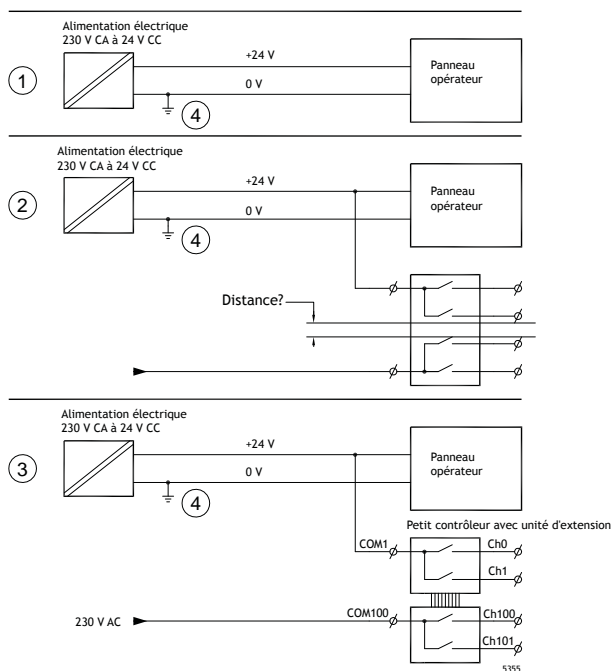 Alimentation électrique
230 V CA à 24 V CC
+24 V
Panneau
opérateur
0 V
1
4
Alimentation électrique
230 V CA à 24 V CC
+24 V
Panneau
opérateur
0 V
2
4
Distance?
Alimentation électrique
230 V CA à 24 V CC
+24 V
Panneau
opérateur
0 V
3
4
Petit contrôleur avec unité d'extension
COM1
Ch0
Ch1
230 V AC
COM100
Ch100
Ch101
5355